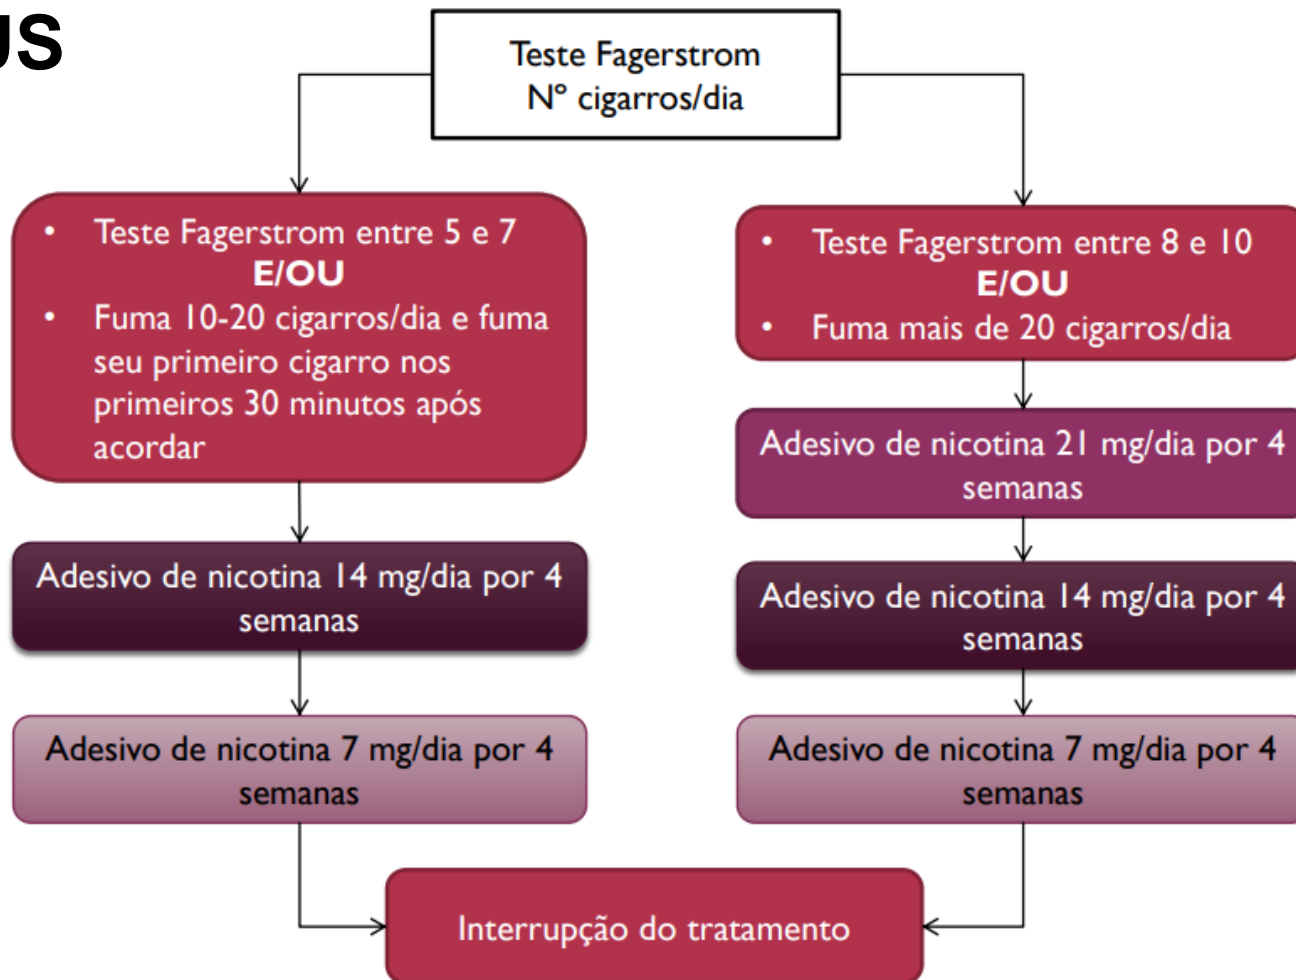 US
Teste Fagerstrom
Nº cigarros/dia
• Teste Fagerstrom entre 5 e 7
E/OU
• Fuma 10-20 cigarros/dia e fuma
seu primeiro cigarro nos
primeiros 30 minutos após
acordar
Adesivo de nicotina 14 mg/dia por 4
semanas
Adesivo de nicotina 7 mg/dia por 4
semanas
• Teste Fagerstrom entre 8 e 10
E/OU
• Fuma mais de 20 cigarros/dia
Adesivo de nicotina 21 mg/dia por 4
semanas
Adesivo de nicotina 14 mg/dia por 4
semanas
Adesivo de nicotina 7 mg/dia por 4
semanas
Interrupção do tratamento